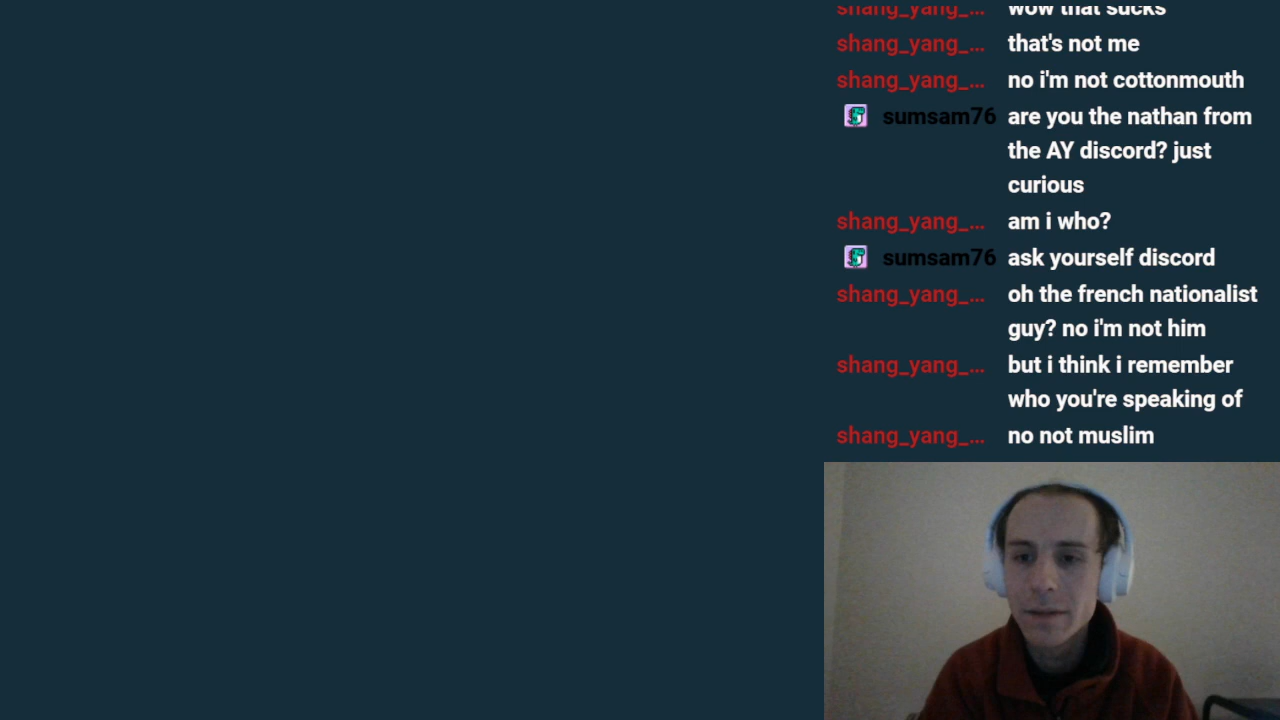 shang_yang_... wow that sucks
shang_yang_... that's not me
shang_yang_... no i'm not cottonmouth
sumsam76 are you the nathan from
the AY discord? just
curious
shang_yang_... am i who?
sumsam76 ask yourself discord
shang_yang_... oh the french nationalist
guy? no i'm not him
shang_yang_... but i think i remember
who you're speaking of
shang_yang_... no not muslim